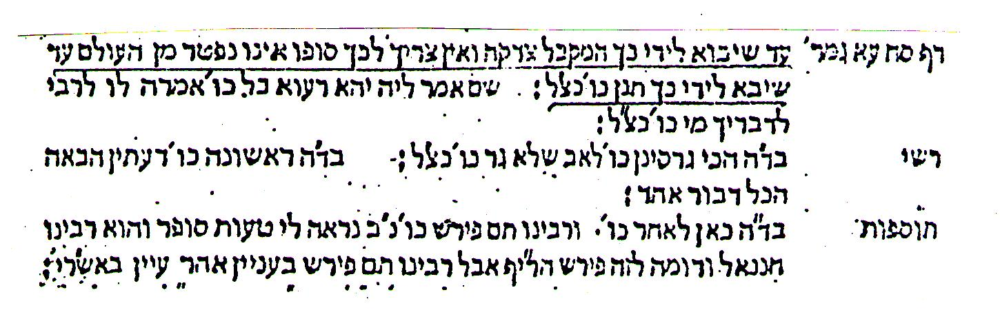 דף סח ע״א גמר׳ עד שיבוא לידי כך המקבל צדקה ואין צריך לכך סופו אינו נפטר מן העולם עד
שיבא לידי כך תנן כו׳ כצ״ל: שם אמר ליה יהא רעוא כל כו׳ אמרה לו לרבי
לדבריך מי כו׳ כצ״ל:
רשי בד״ה הכי גרסינן כו׳ לאב שלא גר כו׳ כצ״ל: בד״ה ראשונה כו׳ דעתין הבאה
הכל דבור אחד:
תוספות בד״ה כאן לאחר כו׳. ורבינו תם פירש כו׳ נ״ב נראה לי טעות סופר והוא רבינו
חננאל ודומה לזה פירש הרי״ף אבל רבינו תם פירש בעניין אחר עיין באשר״י: